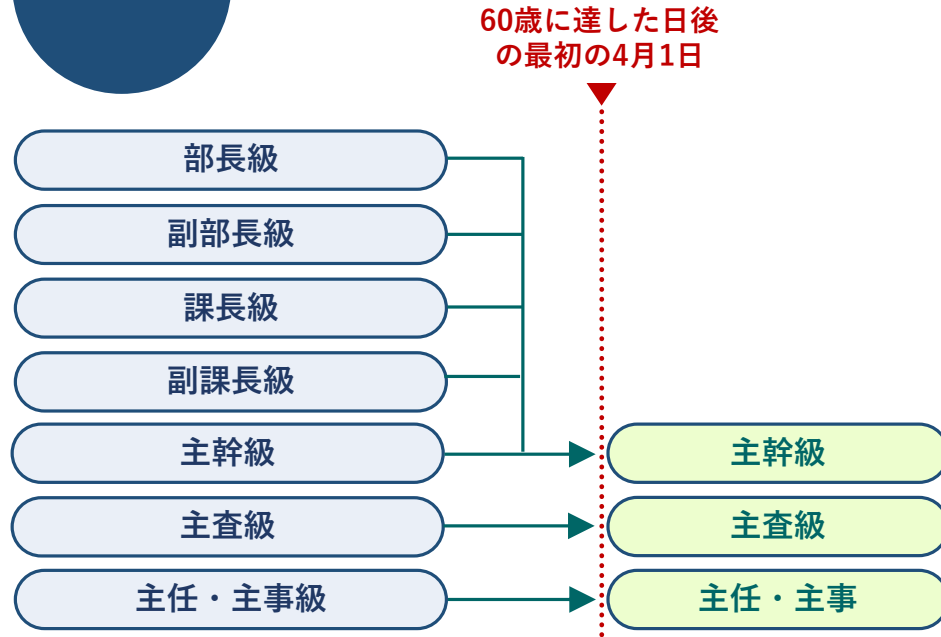 60歳に達した日後
の最初の4月1日
部長級
副部長級
課長級
副課長級
主幹級
主幹級
主査級
主査級
主任・主事級
主任・主事